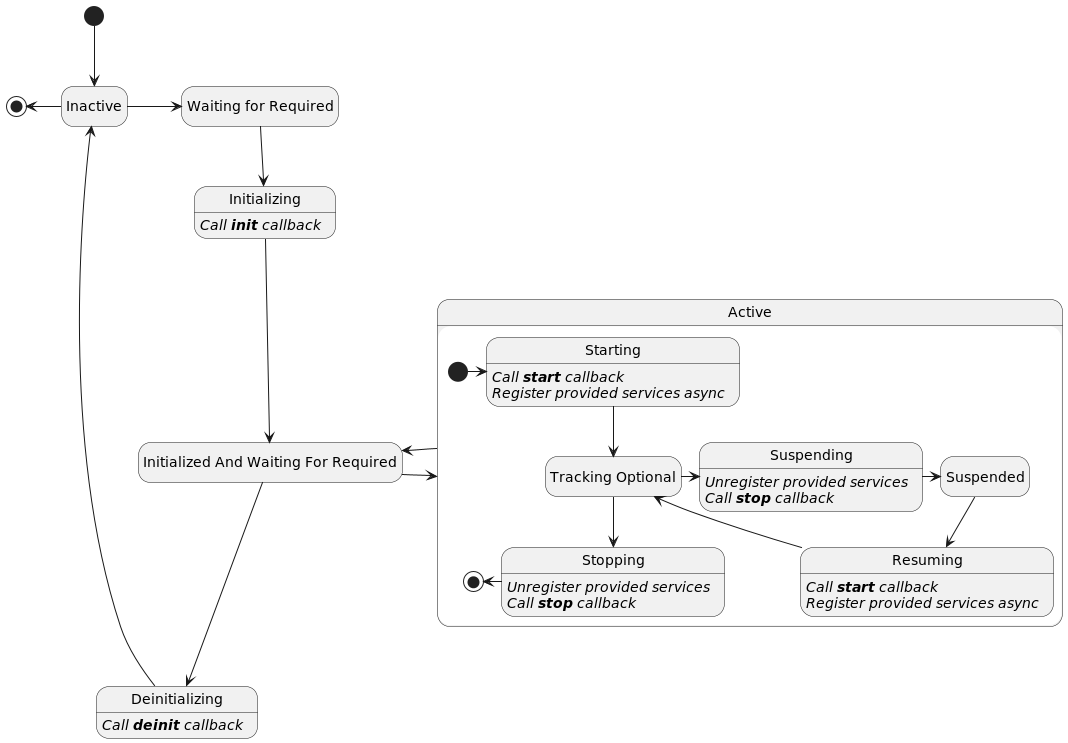 Inactive
Waiting for Required
Initializing
Call init callback
Active
Starting
Call start callback
Register provided services async
Initialized And Waiting For Required
Tracking Optional
Suspending
Unregister provided services
Call stop callback
Suspended
Stopping
Unregister provided services
Call stop callback
Resuming
Call start callback
Register provided services async
Deinitializing
Call deinit callback